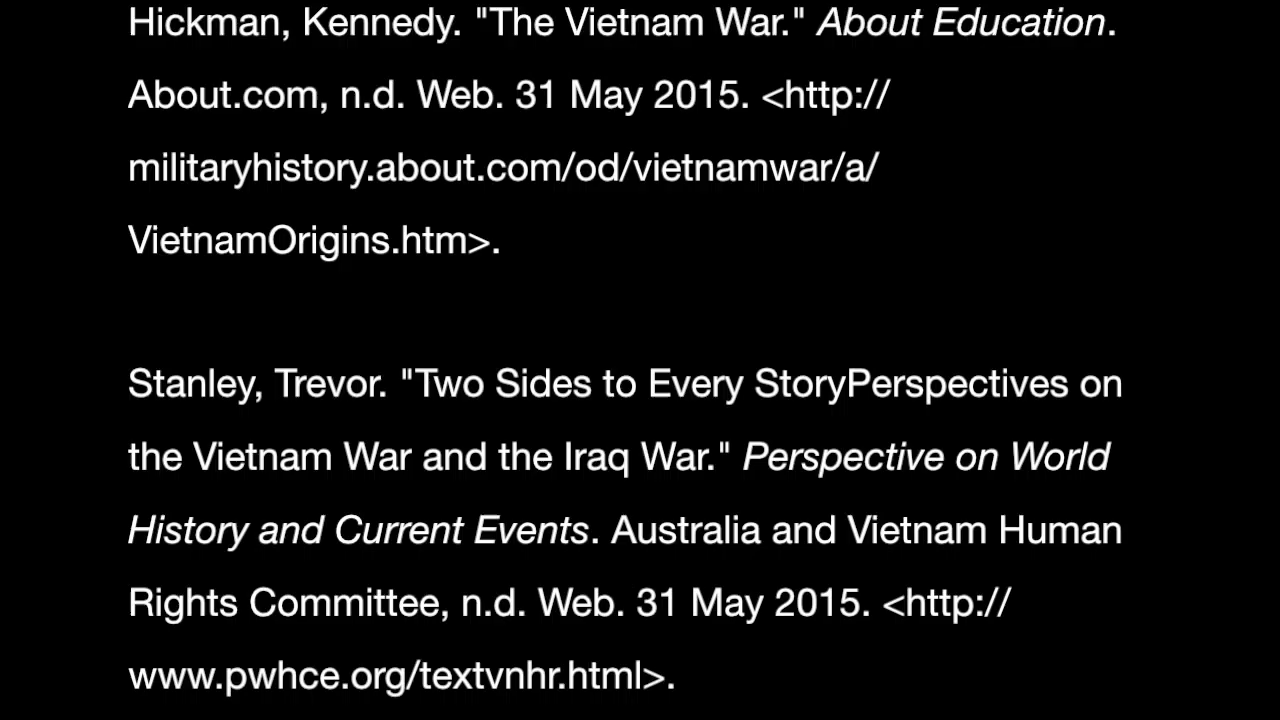 Hickman, Kennedy. "The Vietnam War." About Education.
About.com, n.d. Web. 31 May 2015. <http://
militaryhistory.about.com/od/vietnamwar/a/
VietnamOrigins.htm>.
Stanley, Trevor. "Two Sides to Every StoryPerspectives on
the Vietnam War and the Iraq War." Perspective on World
History and Current Events. Australia and Vietnam Human
Rights Committee, n.d. Web. 31 May 2015. <http://
www.pwhce.org/textvnhr.html>.